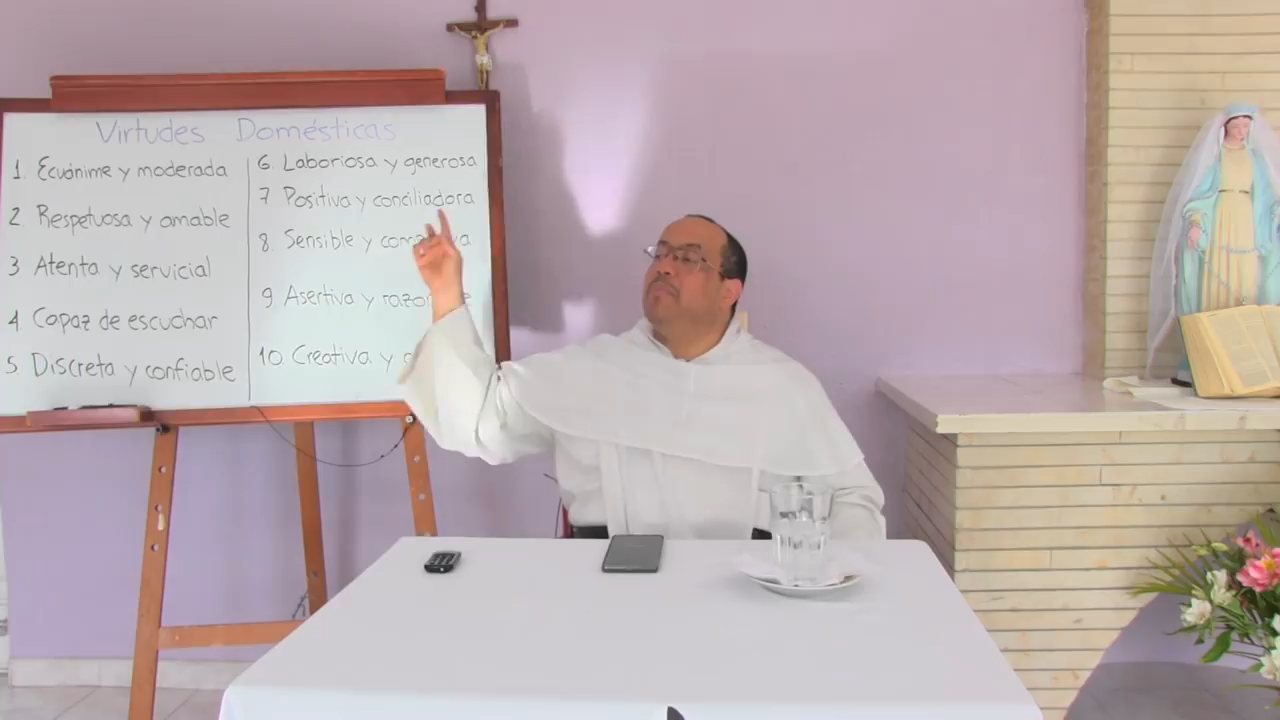 Virtudes Domésticas
1. Ecuánime y moderada
2 Respetuosa y amable
3 Atenta y servicial
4 Capaz de escuchar
5 Discreta y confiable
6. Laboriosa y generosa
7 Positiva y conciliadora
8 Sensible y
9 Asertiva y
10. Creativa y